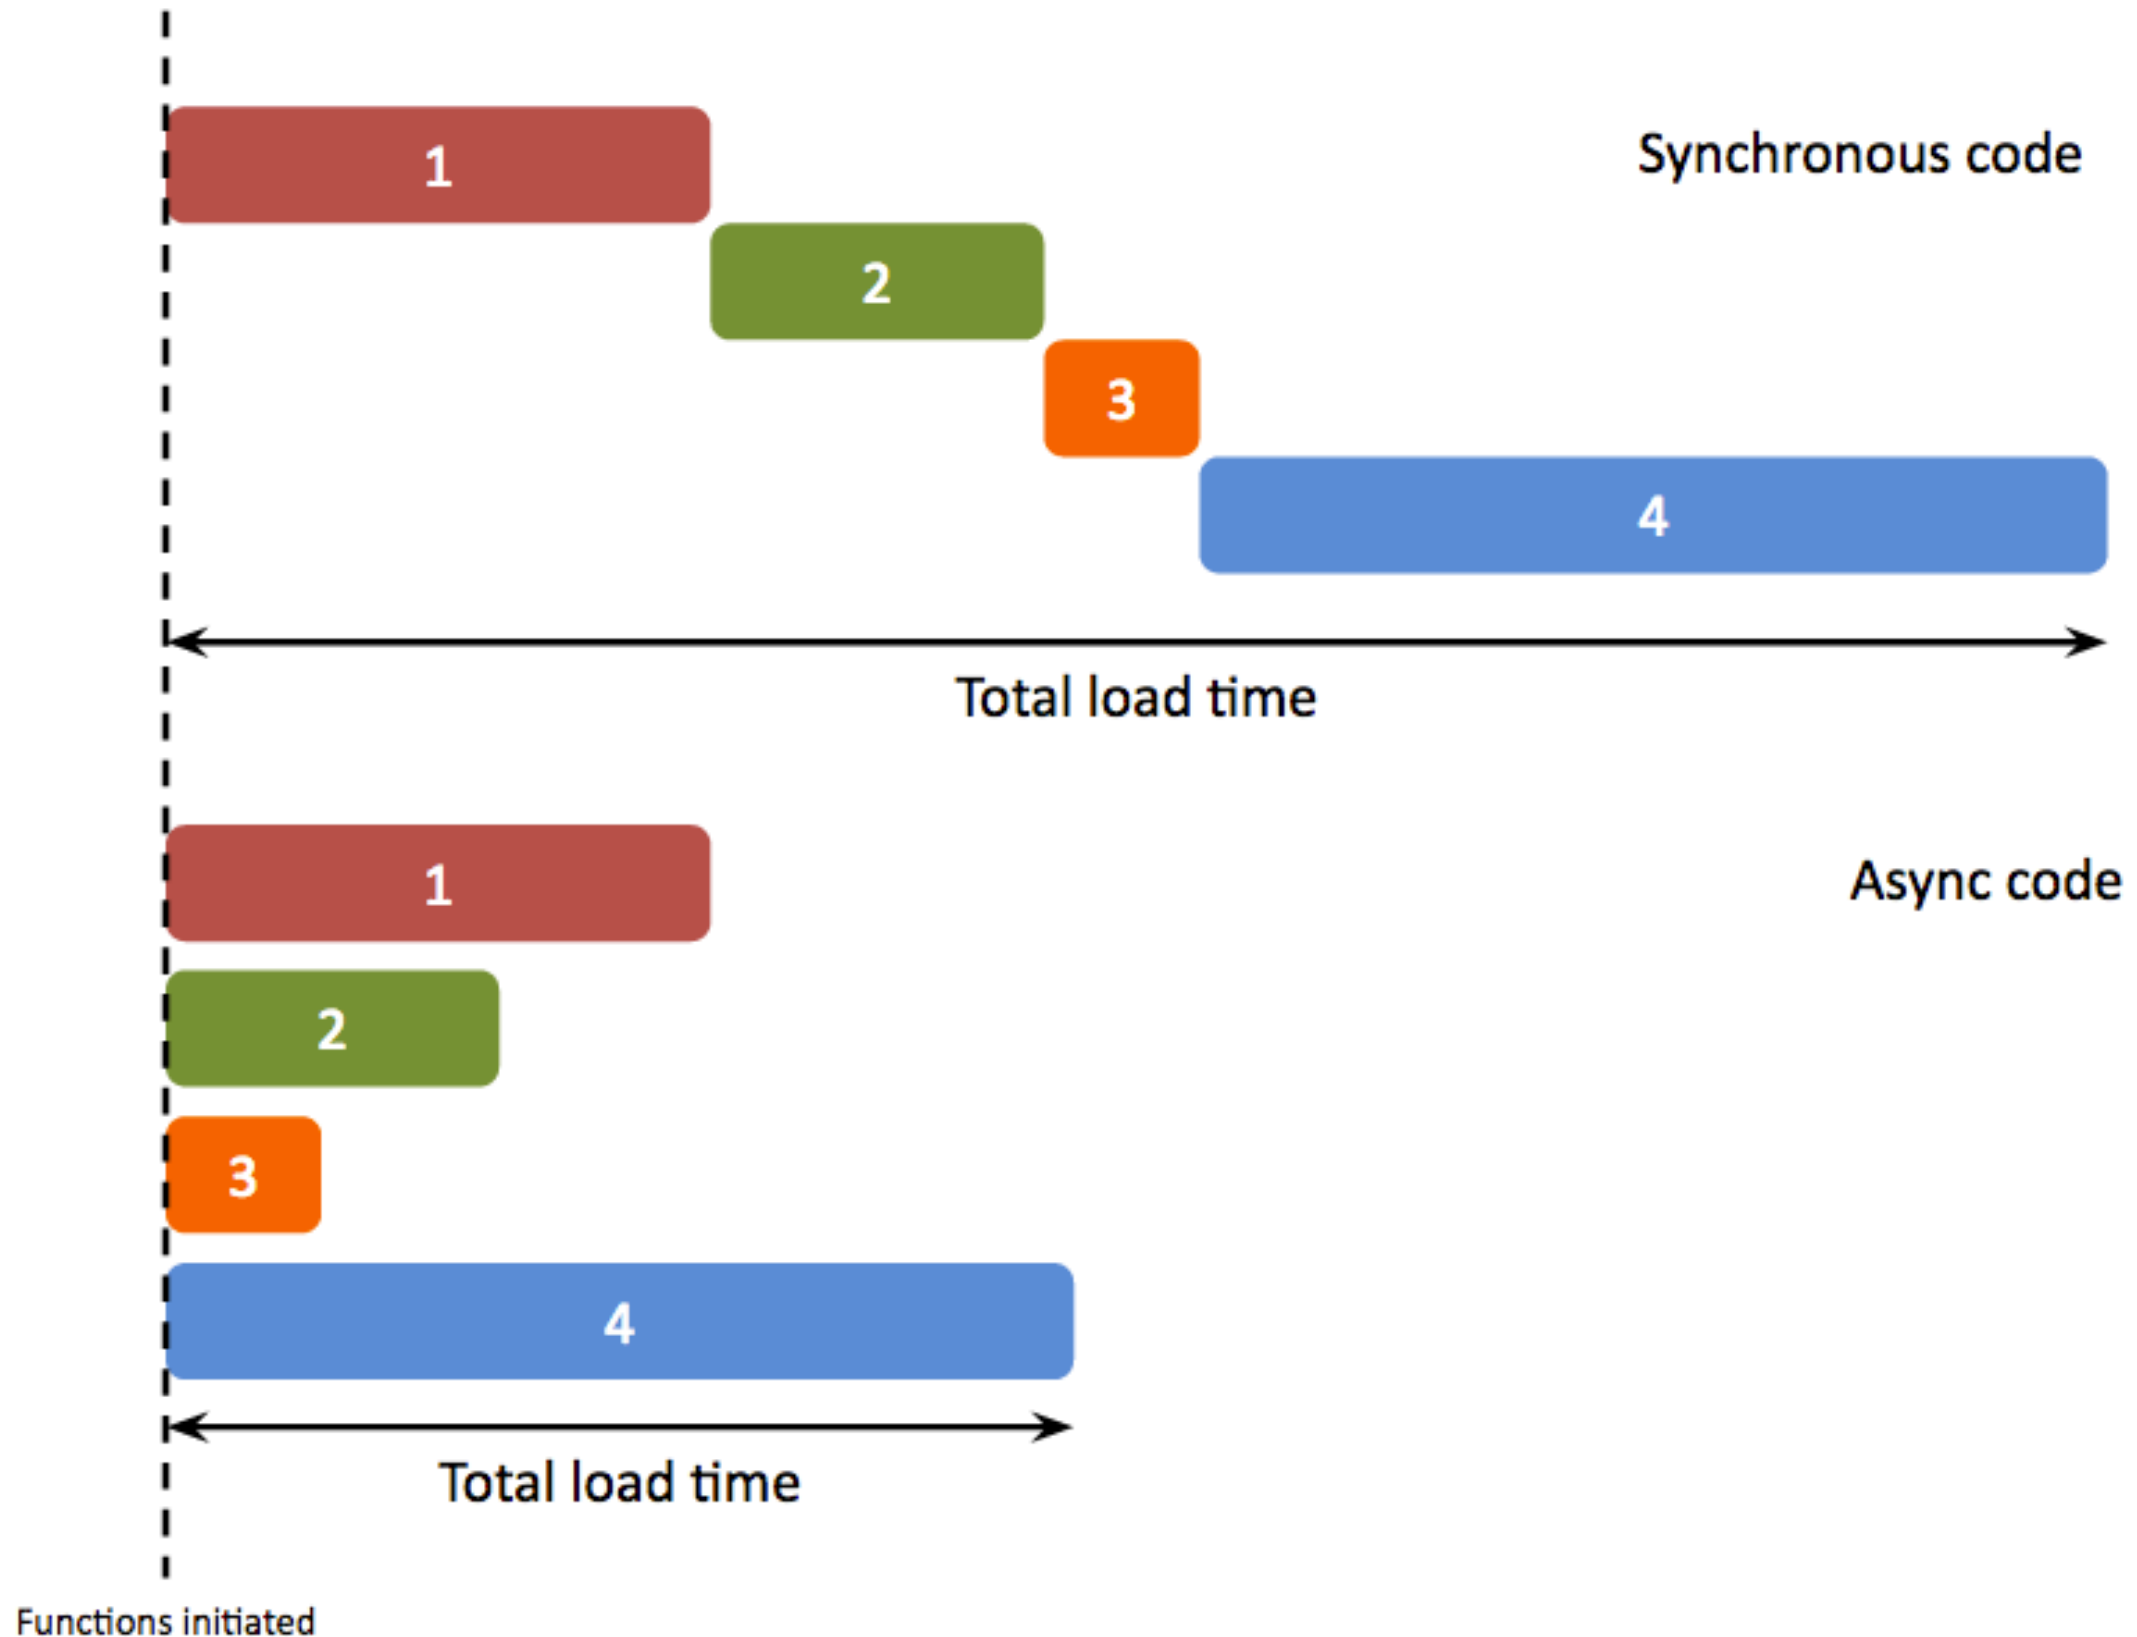 1
Synchronous code
2
3
4
Total load time
1
Async code
2
3
4
Total load time
Functions initiated